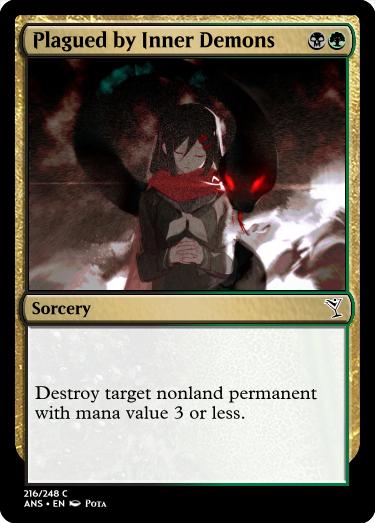 Plagued by Inner Demons
Sorcery
Destroy target nonland permanent
with mana value 3 or less.
216/248 C
ANS • EN Pota